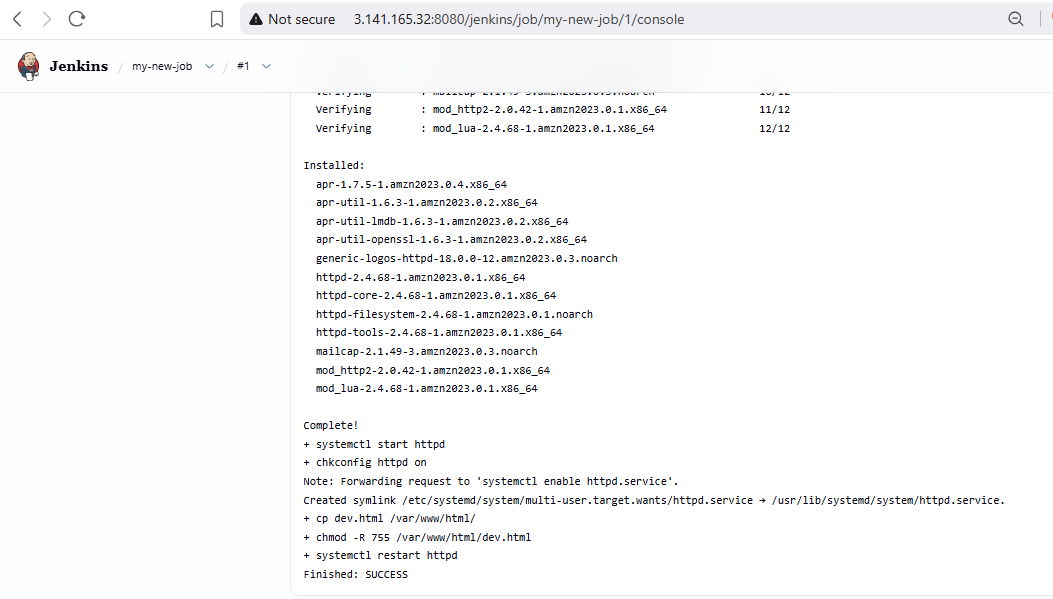 Not secure 3.141.165.32:8080/jenkins/job/my-new-job/1/console
Jenkins / my-new-job / #1
Verifying : mod_http2-2.0.42-1.amzn2023.0.1.x86_64 11/12
Verifying : mod_lua-2.4.68-1.amzn2023.0.1.x86_64 12/12
Installed:
apr-1.7.5-1.amzn2023.0.4.x86_64
apr-util-1.6.3-1.amzn2023.0.2.x86_64
apr-util-lmdb-1.6.3-1.amzn2023.0.2.x86_64
apr-util-openssl-1.6.3-1.amzn2023.0.2.x86_64
generic-logos-httpd-18.0.0-12.amzn2023.0.3.noarch
httpd-2.4.68-1.amzn2023.0.1.x86_64
httpd-core-2.4.68-1.amzn2023.0.1.x86_64
httpd-filesystem-2.4.68-1.amzn2023.0.1.noarch
httpd-tools-2.4.68-1.amzn2023.0.1.x86_64
mailcap-2.1.49-3.amzn2023.0.3.noarch
mod_http2-2.0.42-1.amzn2023.0.1.x86_64
mod_lua-2.4.68-1.amzn2023.0.1.x86_64
Complete!
+ systemctl start httpd
+ chkconfig httpd on
Note: Forwarding request to 'systemctl enable httpd.service'.
Created symlink /etc/systemd/system/multi-user.target.wants/httpd.service → /usr/lib/systemd/system/httpd.service.
+ cp dev.html /var/www/html/
+ chmod -R 755 /var/www/html/dev.html
+ systemctl restart httpd
Finished: SUCCESS